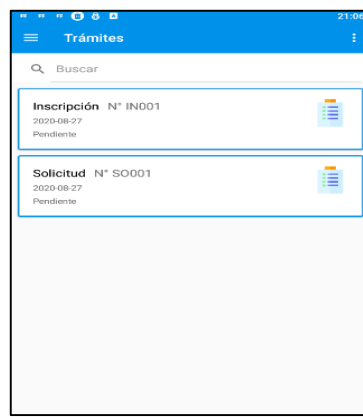 21:06
Trámites
Buscar
Inscripción N° IN001
2020-08-27
Pendiente
Solicitud N° SO001
2020-08-27
Pendiente